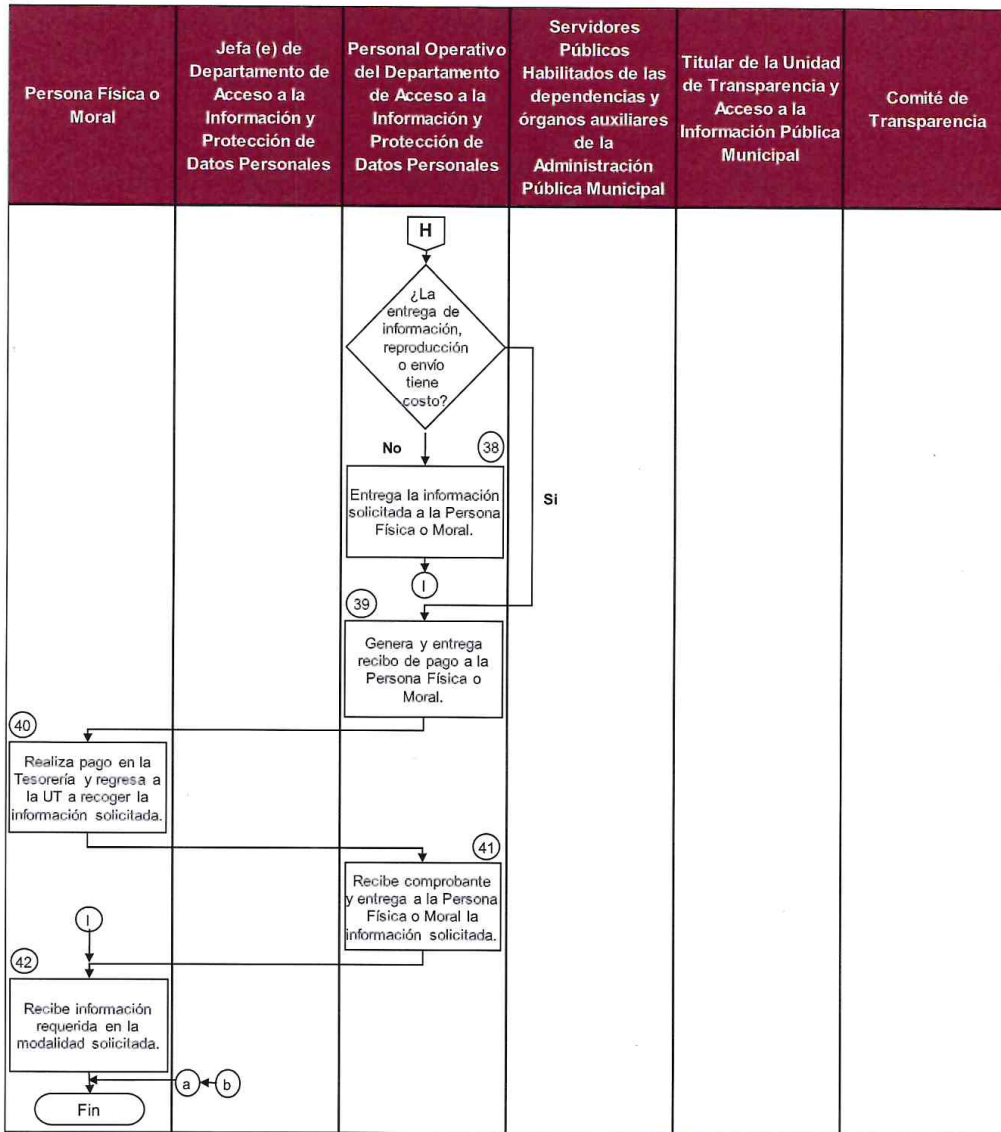 Persona Física o
Moral
Jefa (e) de
Departamento de
Acceso a la
Información y
Protección de
Datos Personales
Personal Operativo
del Departamento
de Acceso a la
Información y
Protección de
Datos Personales
Servidores
Públicos
Habilitados de las
dependencias y
órganos auxiliares
de la
Administración
Pública Municipal
Titular de la Unidad
de Transparencia y
Acceso a la
Información Pública
Municipal
Comité de
Transparencia
H
¿La
entrega de
información,
reproducción
o envío
tiene
costo?
No
38
Si
Entrega la información
solicitada a la Persona
Física o Moral.
I
39
Genera y entrega
recibo de pago a la
Persona Física o
Moral.
40
Realiza pago en la
Tesorería y regresa a
la UT a recoger la
información solicitada.
41
Recibe comprobante
y entrega a la Persona
Física o Moral la
información solicitada.
I
42
Recibe información
requerida en la
modalidad solicitada.
a
b
Fin